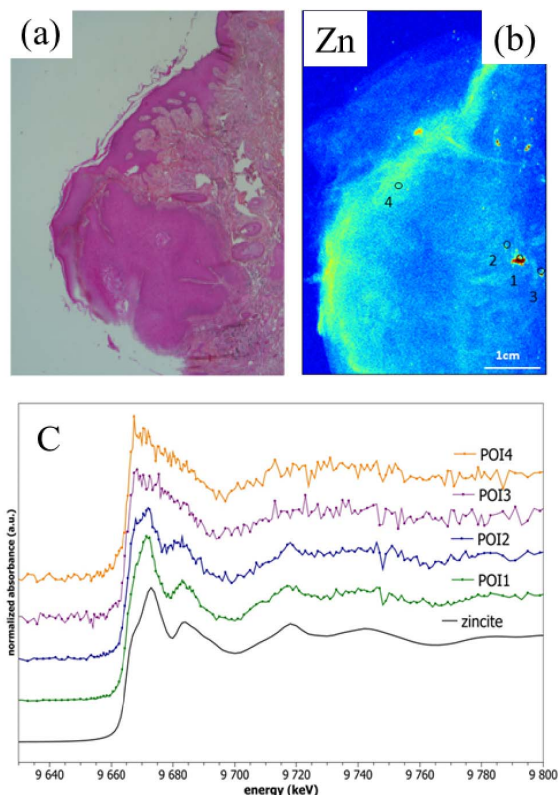 (a)
Zn
(b)
4
2
1
3
1cm
C
POI4
POI3
POI2
POI1
zincite
normalized absorbance (a.u.)
9 640 9 660 9 680 9 700 9 720 9 740 9 760 9 780 9 800
energy (keV)